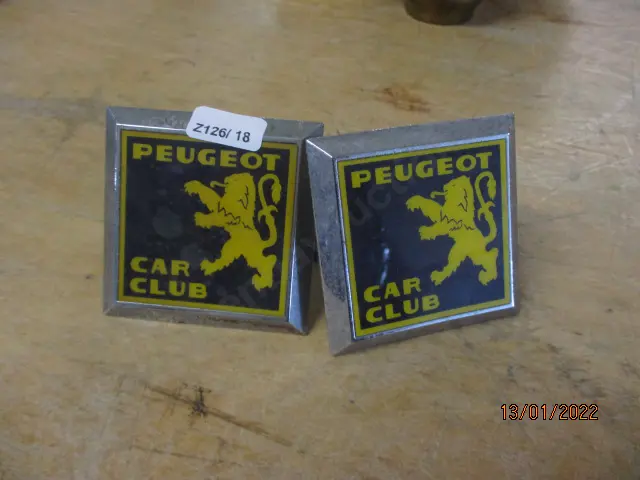 Z126/ 18
PEUGEOT
CAR
CLUB
PEUGEOT
CAR
CLUB
13/01/2022